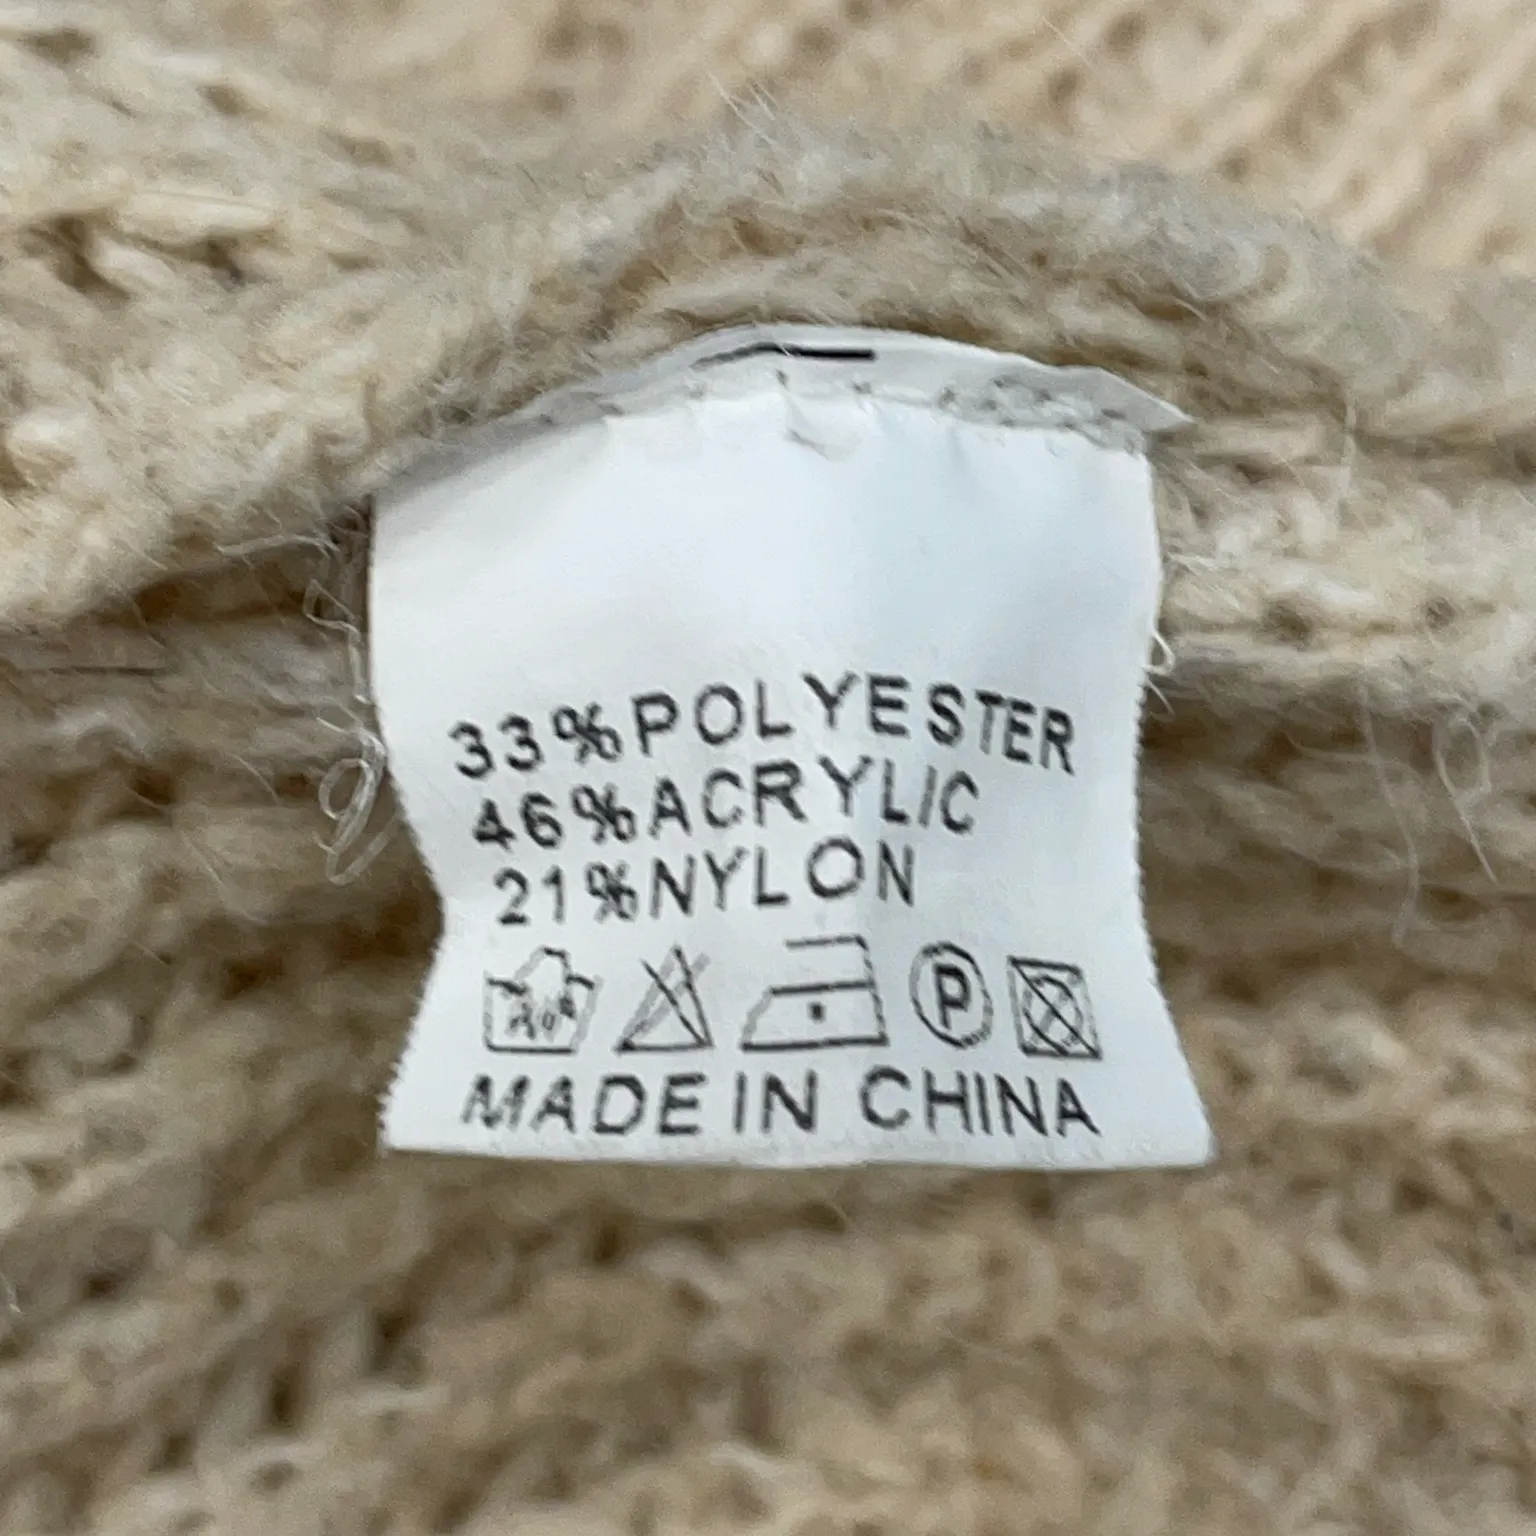 33%POLYESTER
46%ACRYLIC
21%NYLON
P
MADE IN CHINA